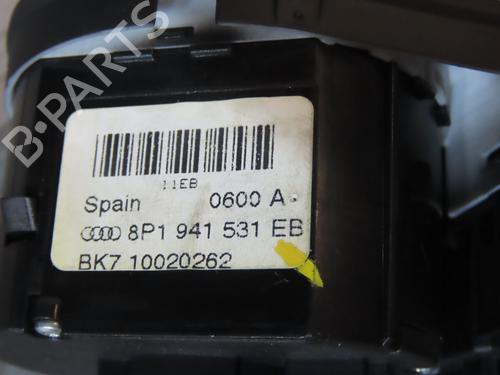 B-PARTS
11EB
Spain 0600 A
8P1 941 531 EB
BK7 10020262